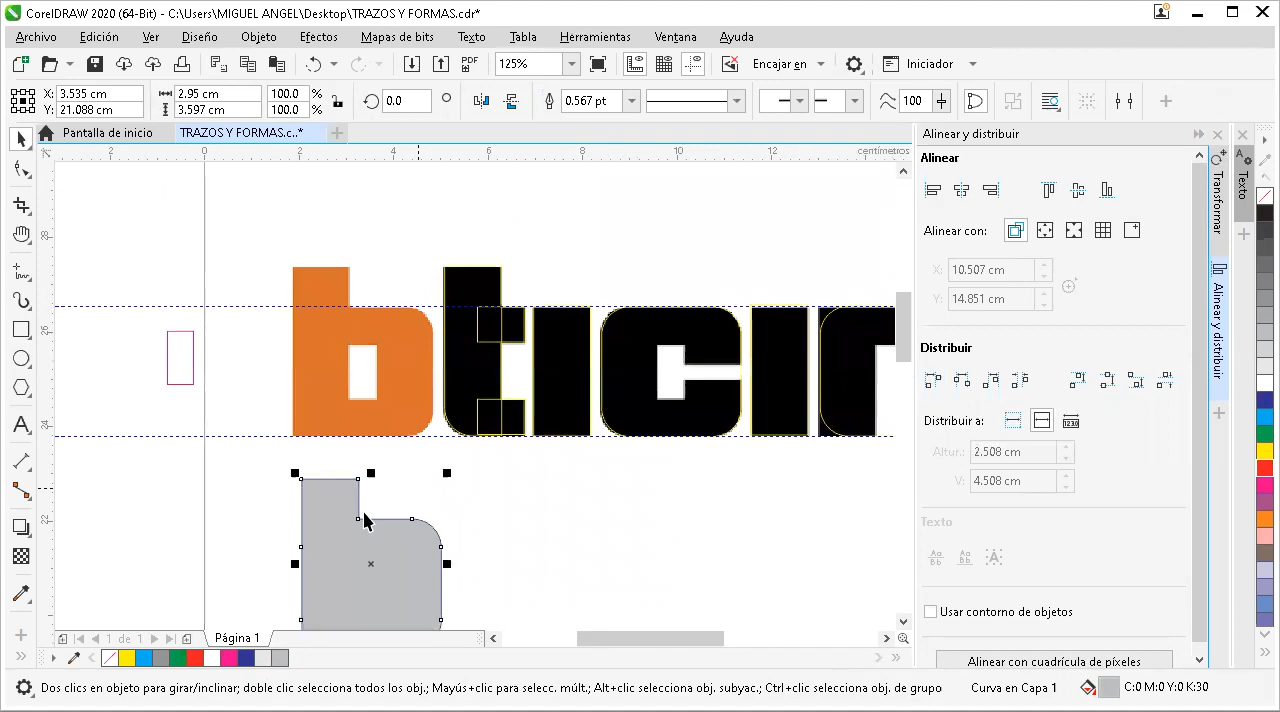 CorelDRAW 2020 (64-Bit) - C:\Users\MIGUEL ANGEL\Desktop\TRAZOS Y FORMAS.cdr*
Archivo Edición Ver Diseño Objeto Efectos Mapas de bits Texto Tabla Herramientas Ventana Ayuda
PDF 125% Encajar en Iniciador
X: 3.535 cm 2.95 cm 100.0 % 0.0 0.567 pt 100
Y: 21.088 cm 3.597 cm 100.0 %
Pantalla de inicio TRAZOS Y FORMAS.c..* Alinear y distribuir
2 0 2 4 6 8 10 12 centímetros
Alinear
Alinear con:
X: 10.507 cm
Y: 14.851 cm
Distribuir
Distribuir a:
Altur.: 2.508 cm
V: 4.508 cm
Texto
Usar contorno de objetos
Alinear con cuadrícula de píxeles
Transformar
Alinear y distribuir
Texto
28
26
24
22
bticir
1 de 1 Página 1
Dos clics en objeto para girar/inclinar; doble clic selecciona todos los obj.; Mayús+clic para selecc. múlt.; Alt+clic selecciona obj. subyac.; Ctrl+clic selecciona obj. de grupo Curva en Capa 1 C:0 M:0 Y:0 K:30